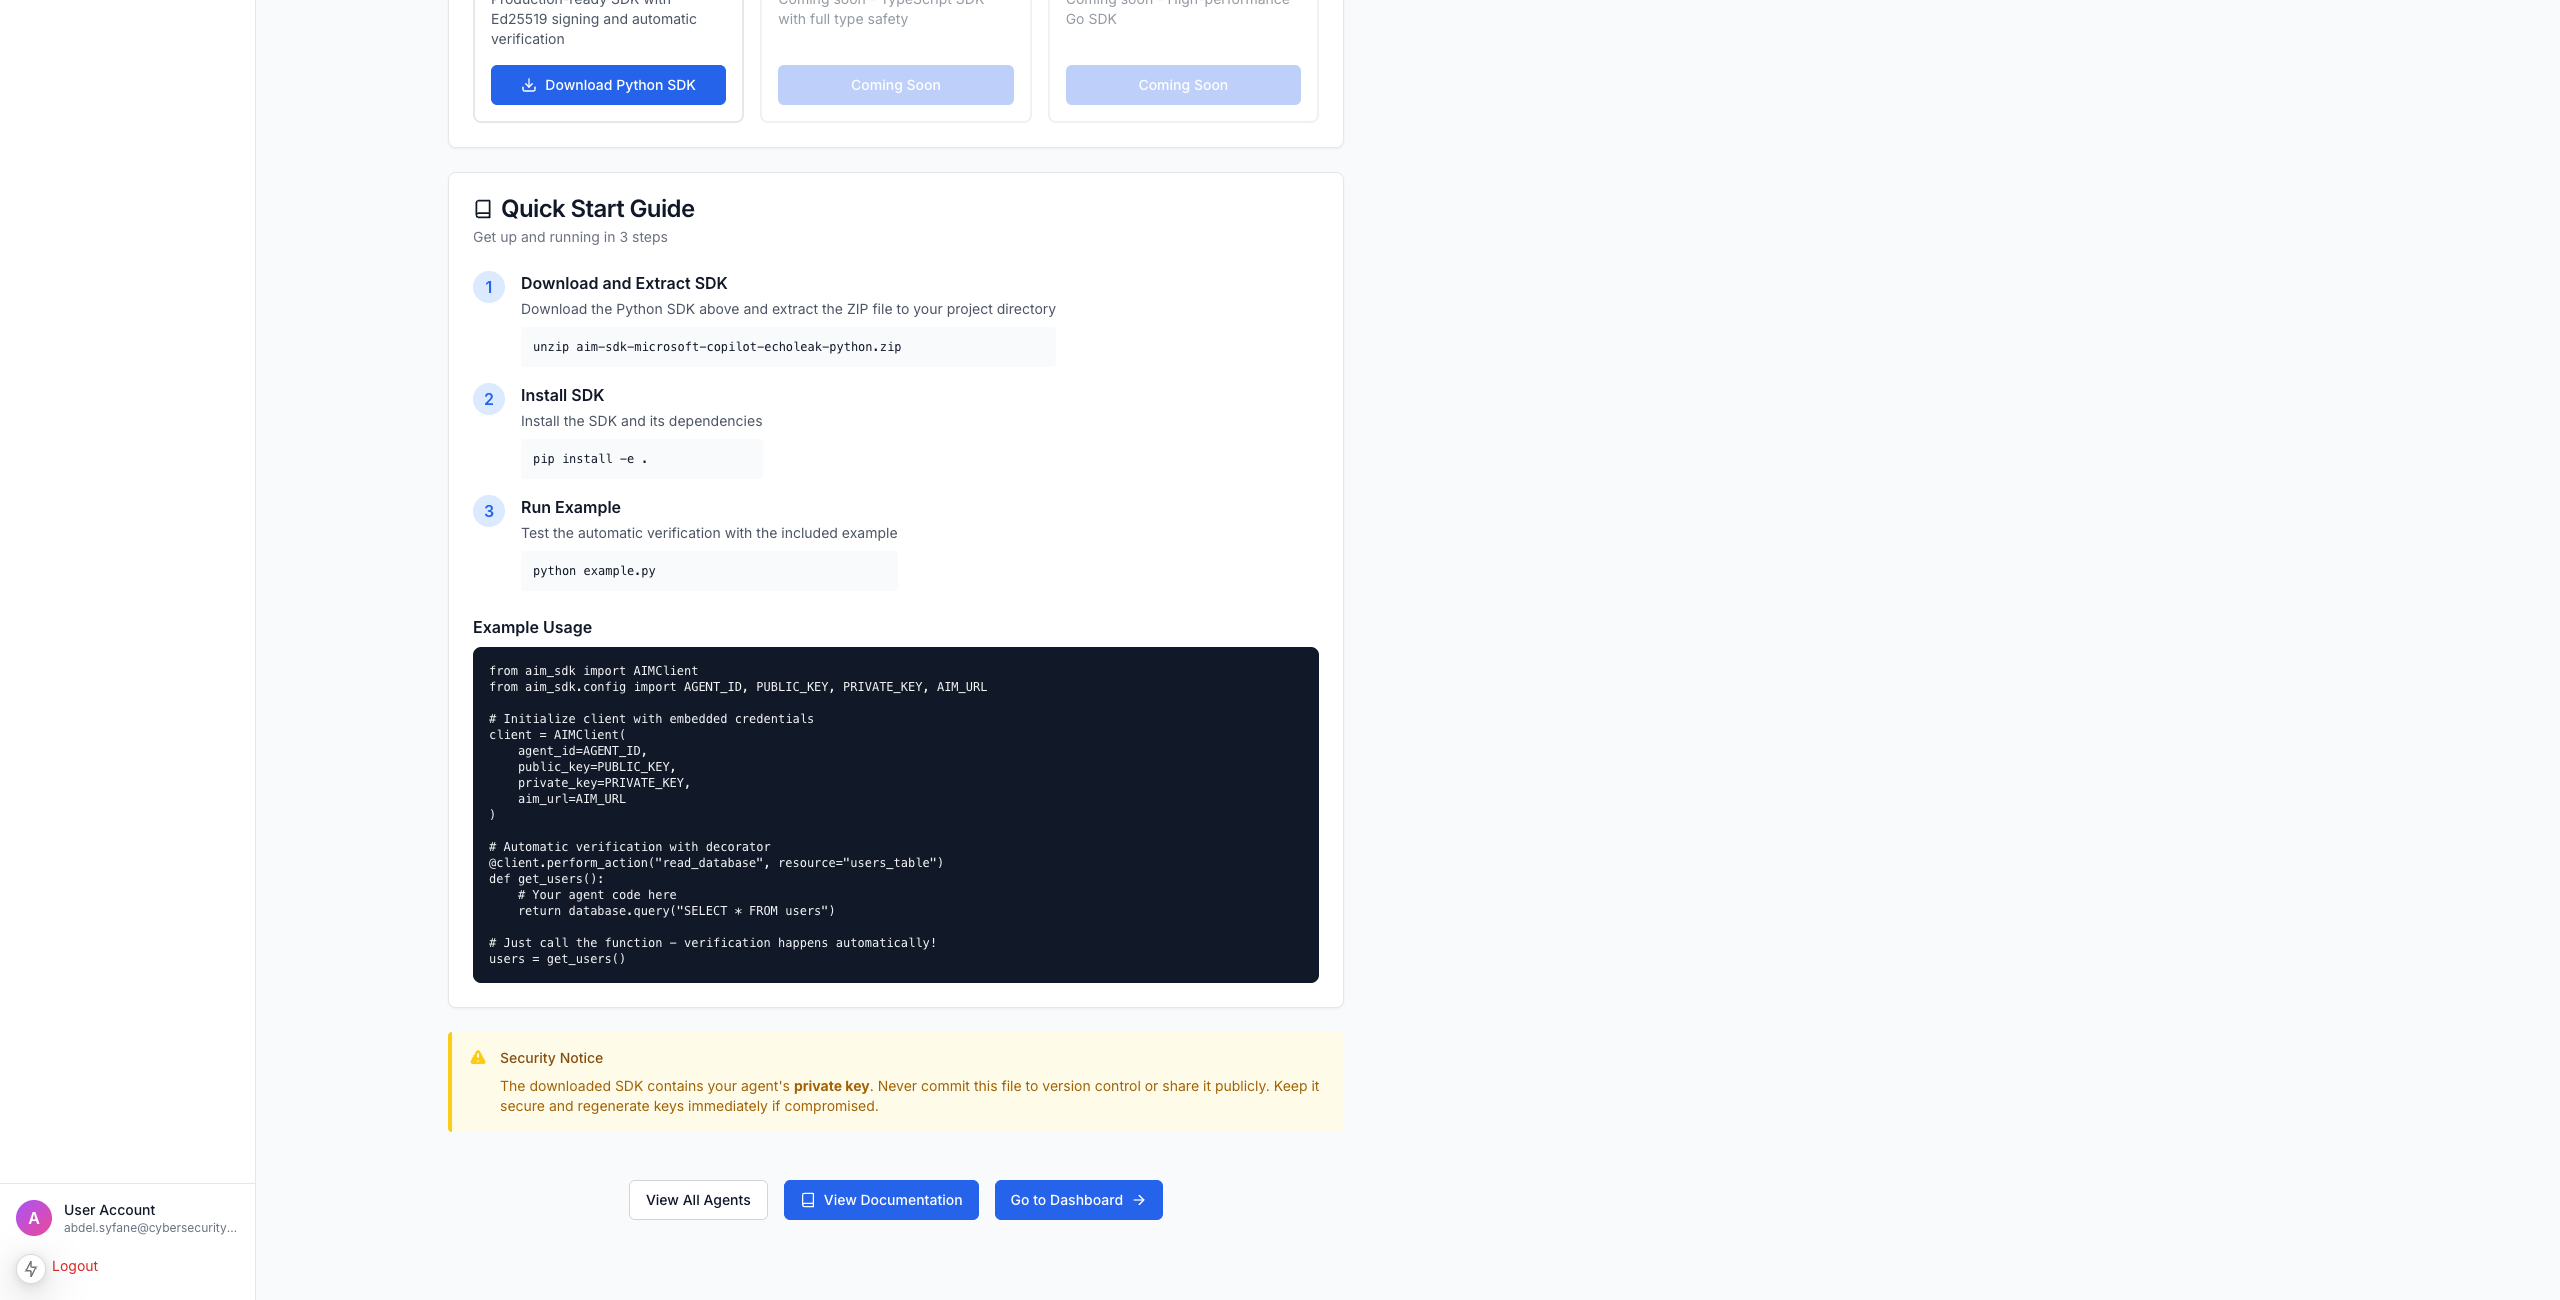 Production-ready SDK with
Ed25519 signing and automatic
verification
Download Python SDK
Coming soon - TypeScript SDK
with full type safety
Coming Soon
Coming soon - High-performance
Go SDK
Coming Soon
Quick Start Guide
Get up and running in 3 steps
1
Download and Extract SDK
Download the Python SDK above and extract the ZIP file to your project directory
unzip aim-sdk-microsoft-copilot-echoleak-python.zip
2
Install SDK
Install the SDK and its dependencies
pip install -e .
3
Run Example
Test the automatic verification with the included example
python example.py
Example Usage
from aim_sdk import AIMClient
from aim_sdk.config import AGENT_ID, PUBLIC_KEY, PRIVATE_KEY, AIM_URL
# Initialize client with embedded credentials
client = AIMClient(
    agent_id=AGENT_ID,
    public_key=PUBLIC_KEY,
    private_key=PRIVATE_KEY,
    aim_url=AIM_URL
)
# Automatic verification with decorator
@client.perform_action("read_database", resource="users_table")
def get_users():
    # Your agent code here
    return database.query("SELECT * FROM users")
# Just call the function - verification happens automatically!
users = get_users()
Security Notice
The downloaded SDK contains your agent's private key. Never commit this file to version control or share it publicly. Keep it
secure and regenerate keys immediately if compromised.
View All Agents
View Documentation
Go to Dashboard
A
User Account
abdel.syfane@cybersecurity...
Logout